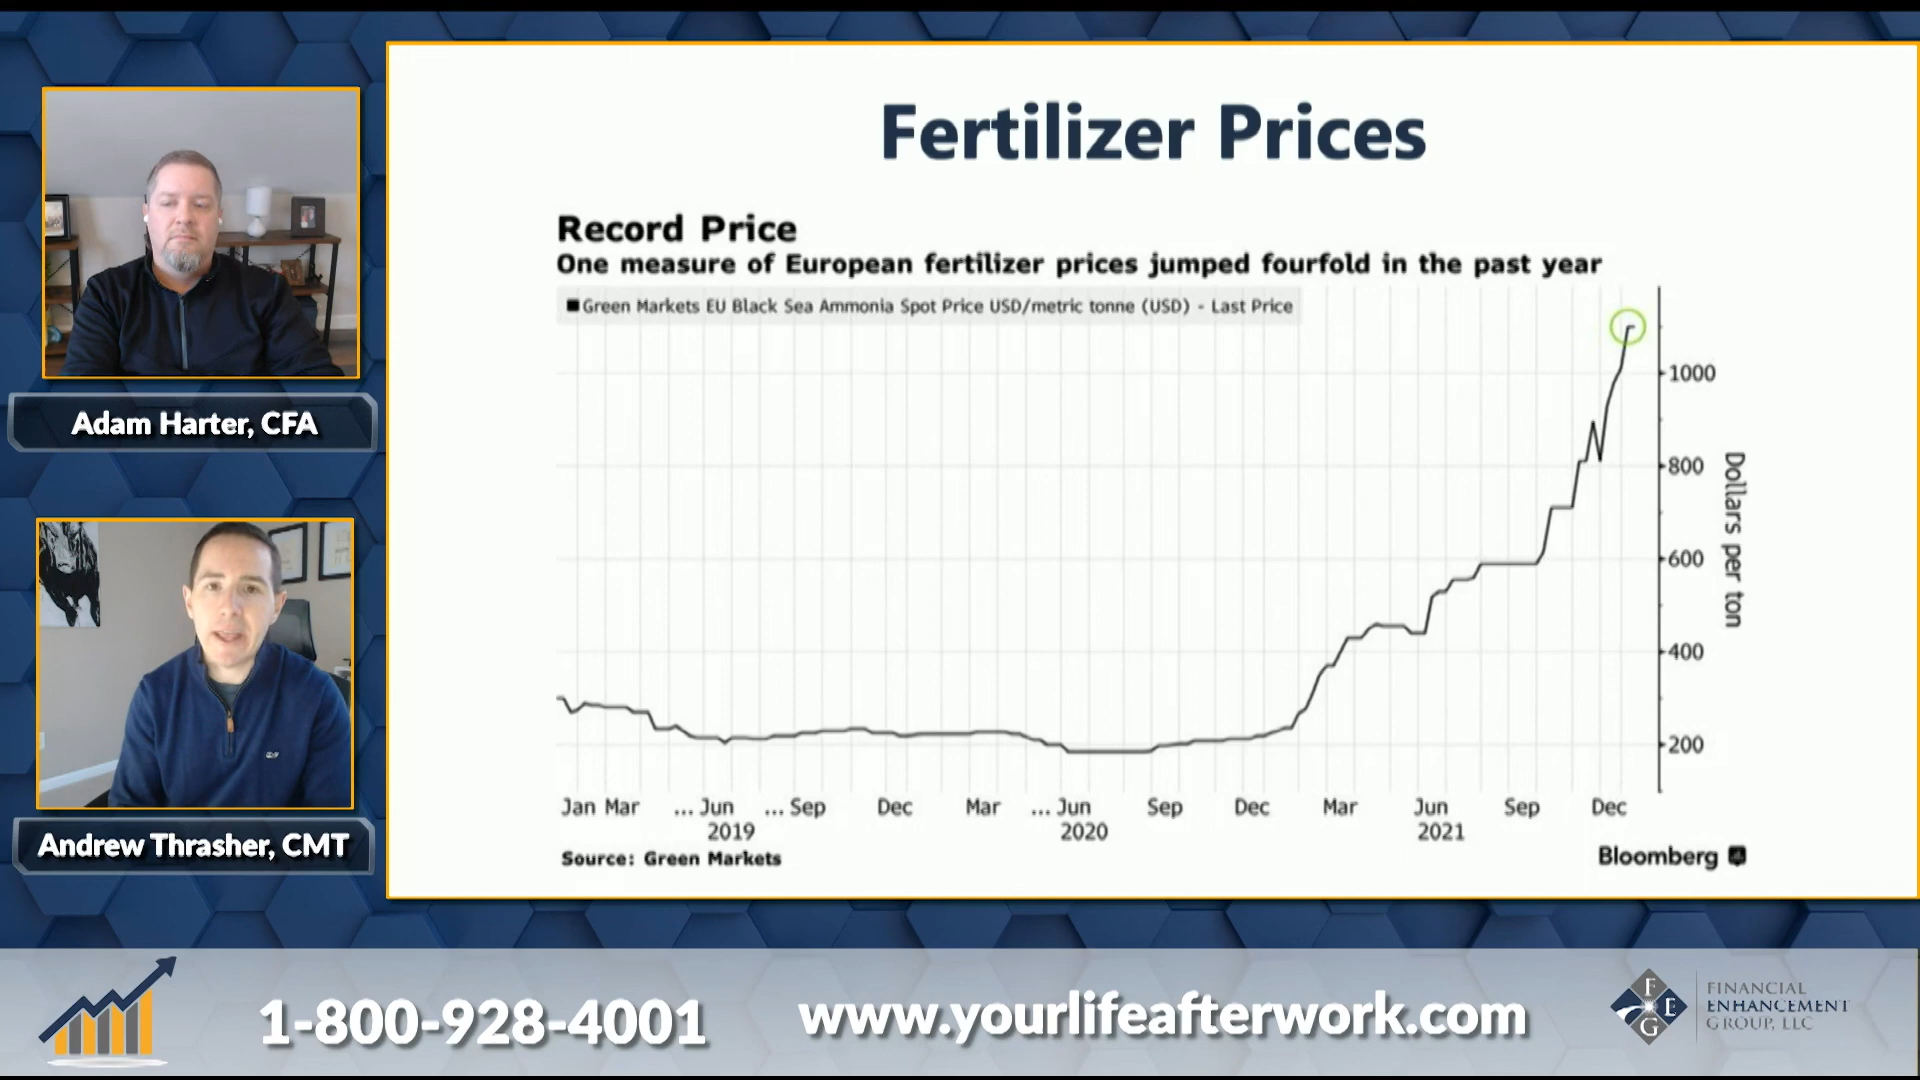 Fertilizer Prices
Record Price
One measure of European fertilizer prices jumped fourfold in the past year
Green Markets EU Black Sea Ammonia Spot Price USD/metric tonne (USD) - Last Price
1000
800
600
400
200
Dollars per ton
Jan Mar ... Jun ... Sep Dec Mar ... Jun Sep Dec Mar Jun Sep Dec
2019 2020 2021
Source: Green Markets
Bloomberg
Adam Harter, CFA
Andrew Thrasher, CMT
1-800-928-4001
www.yourlifeafterwork.com
F
E
G
FINANCIAL
ENHANCEMENT
GROUP, LLC